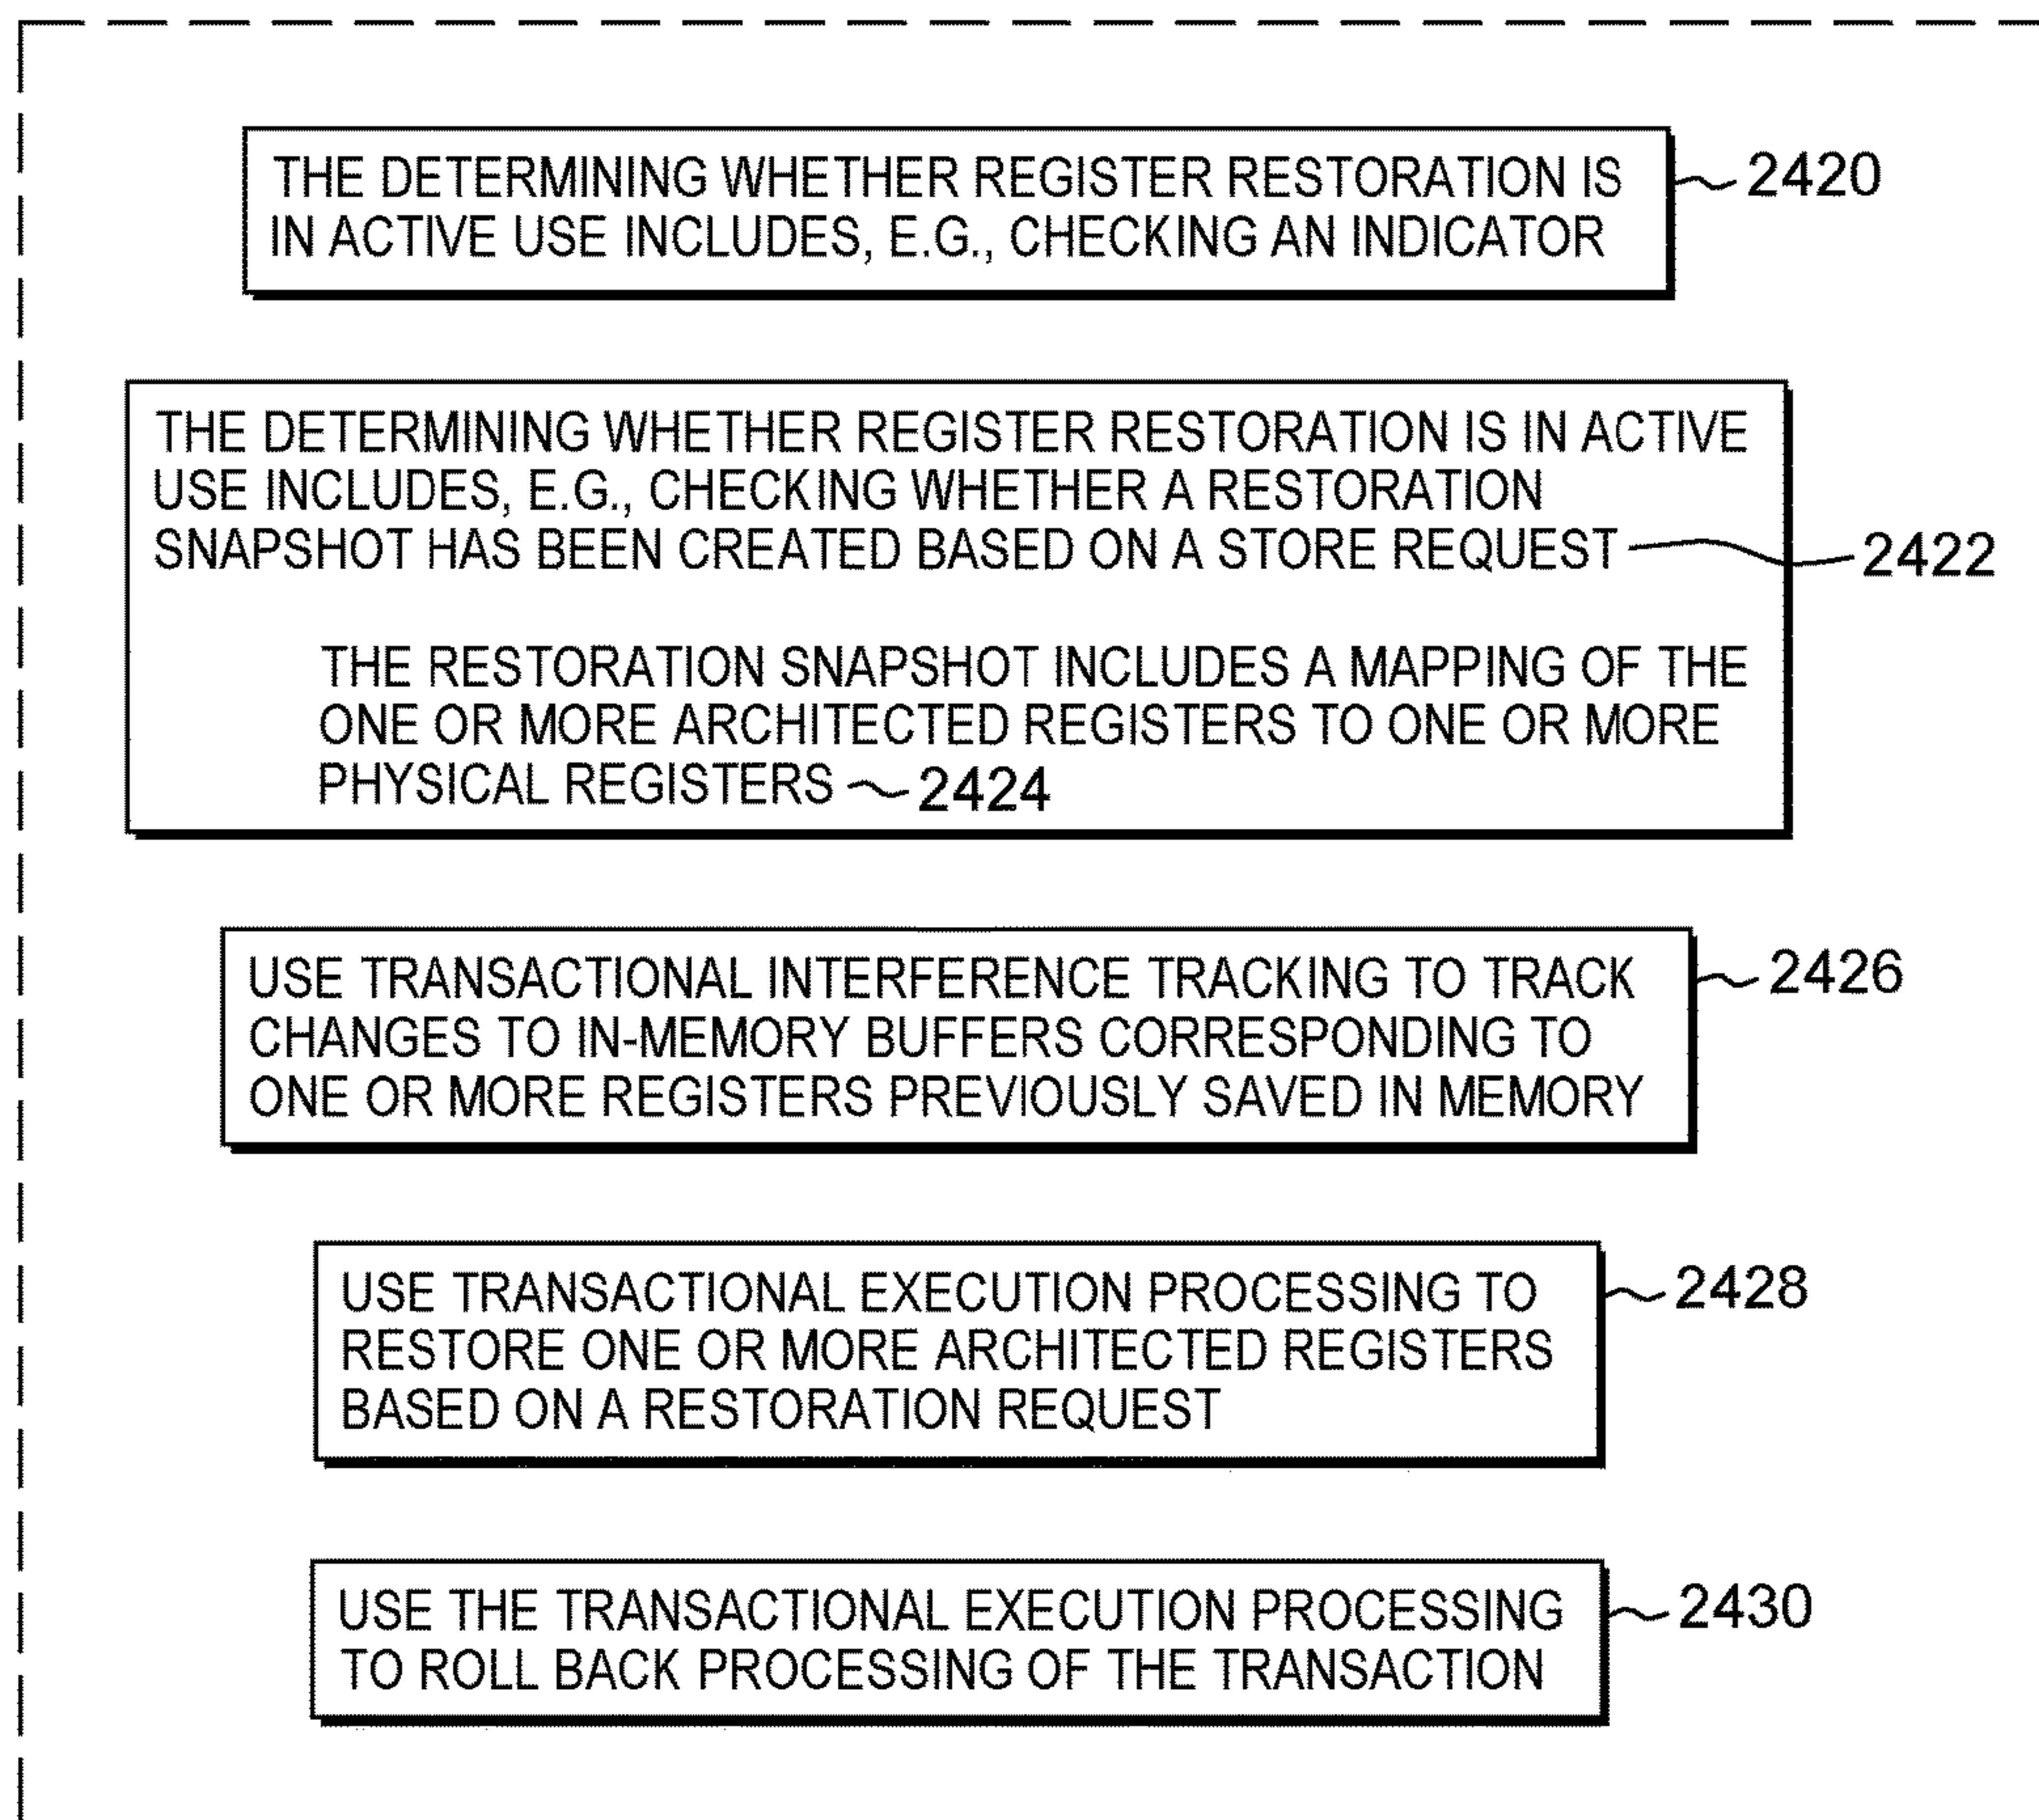 THE DETERMINING WHETHER REGISTER RESTORATION IS 2420
IN ACTIVE USE INCLUDES, E.G., CHECKING AN INDICATOR
THE DETERMINING WHETHER REGISTER RESTORATION IS IN ACTIVE
USE INCLUDES, E.G., CHECKING WHETHER A RESTORATION
SNAPSHOT HAS BEEN CREATED BASED ON A STORE REQUEST 2422
THE RESTORATION SNAPSHOT INCLUDES A MAPPING OF THE
ONE OR MORE ARCHITECTED REGISTERS TO ONE OR MORE
PHYSICAL REGISTERS 2424
USE TRANSACTIONAL INTERFERENCE TRACKING TO TRACK 2426
CHANGES TO IN-MEMORY BUFFERS CORRESPONDING TO
ONE OR MORE REGISTERS PREVIOUSLY SAVED IN MEMORY
USE TRANSACTIONAL EXECUTION PROCESSING TO 2428
RESTORE ONE OR MORE ARCHITECTED REGISTERS
BASED ON A RESTORATION REQUEST
USE THE TRANSACTIONAL EXECUTION PROCESSING 2430
TO ROLL BACK PROCESSING OF THE TRANSACTION